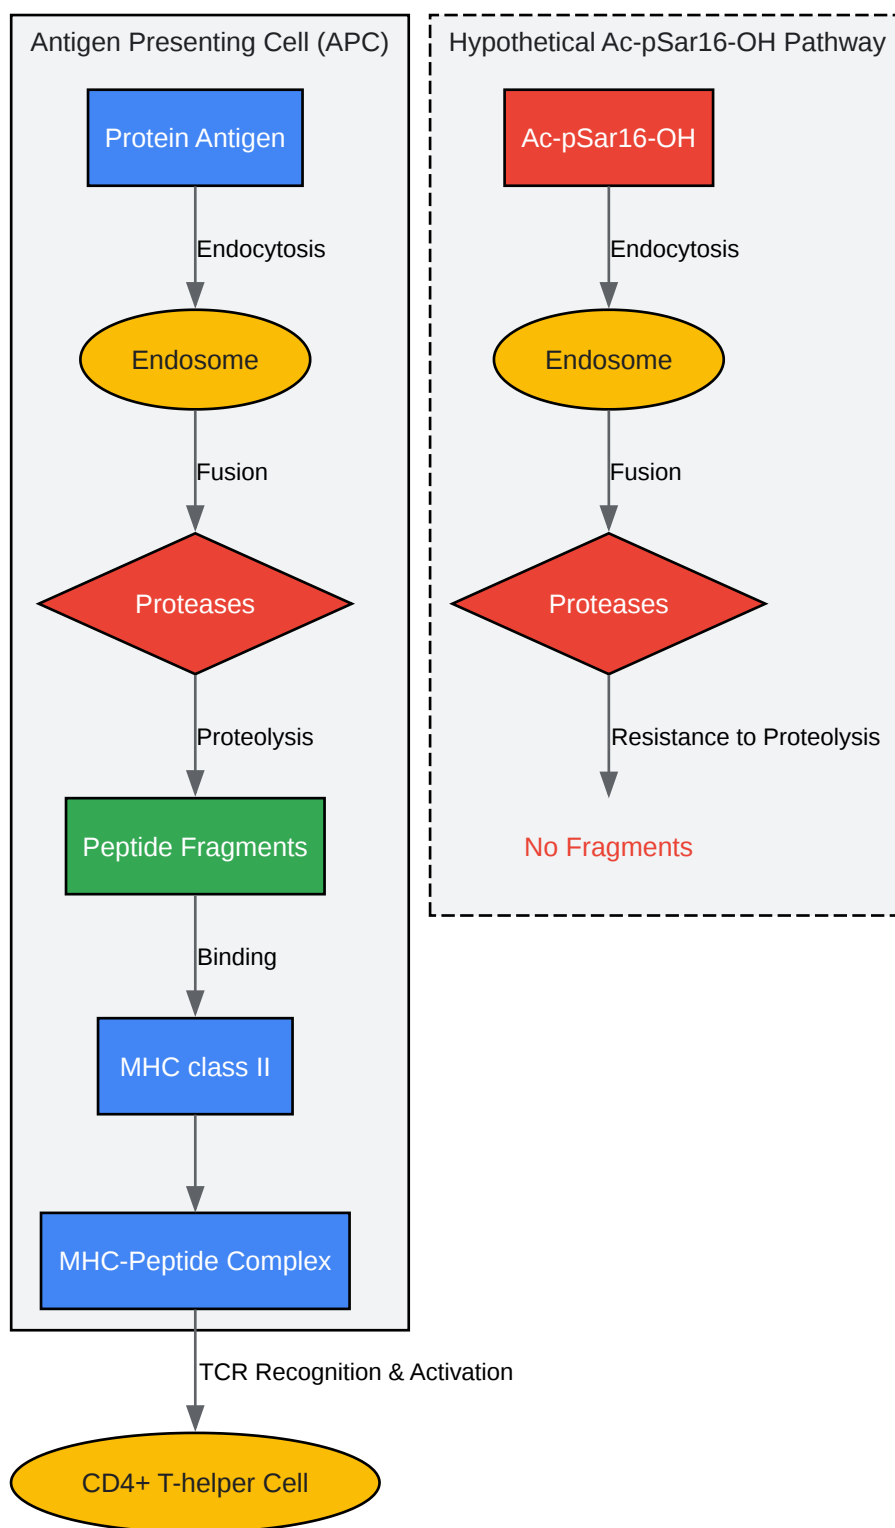 Antigen Presenting Cell (APC)
Protein Antigen
Endocytosis
Endosome
Fusion
Proteases
Proteolysis
Peptide Fragments
Binding
MHC class II
MHC-Peptide Complex
TCR Recognition & Activation
CD4+ T-helper Cell
Hypothetical Ac-pSar16-OH Pathway
Ac-pSar16-OH
Endocytosis
Endosome
Fusion
Proteases
Resistance to Proteolysis
No Fragments